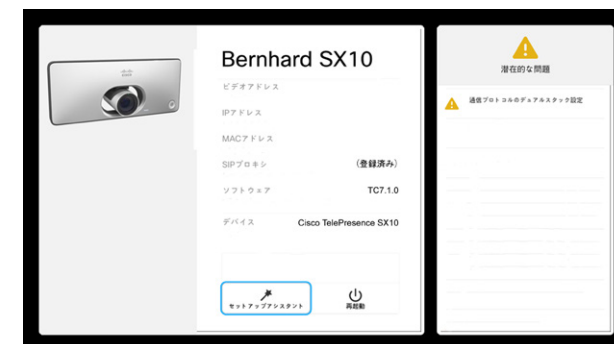 Bernhard SX10
ビデオアドレス
IPアドレス
MACアドレス
SIPプロキシ (登録済み)
ソフトウェア TC7.1.0
デバイス Cisco TelePresence SX10
セットアップアシスタント
再起動
潜在的な問題
通信プロトコルのデュアルスタック設定